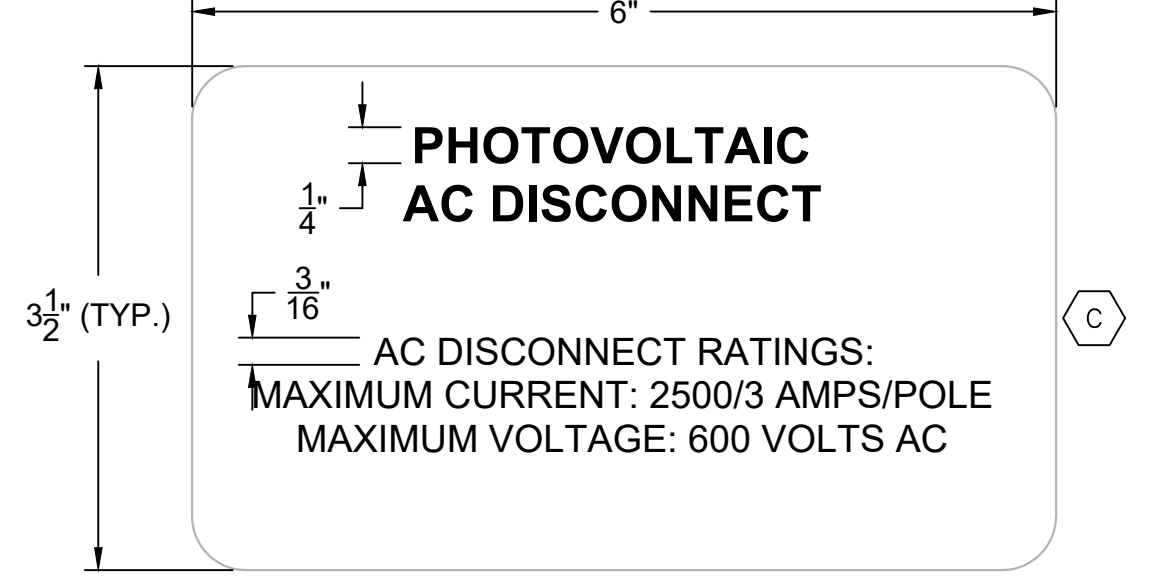 6"
PHOTOVOLTAIC
AC DISCONNECT
1/4"
3/16"
3 1/2" (TYP.)
C
AC DISCONNECT RATINGS:
MAXIMUM CURRENT: 2500/3 AMPS/POLE
MAXIMUM VOLTAGE: 600 VOLTS AC